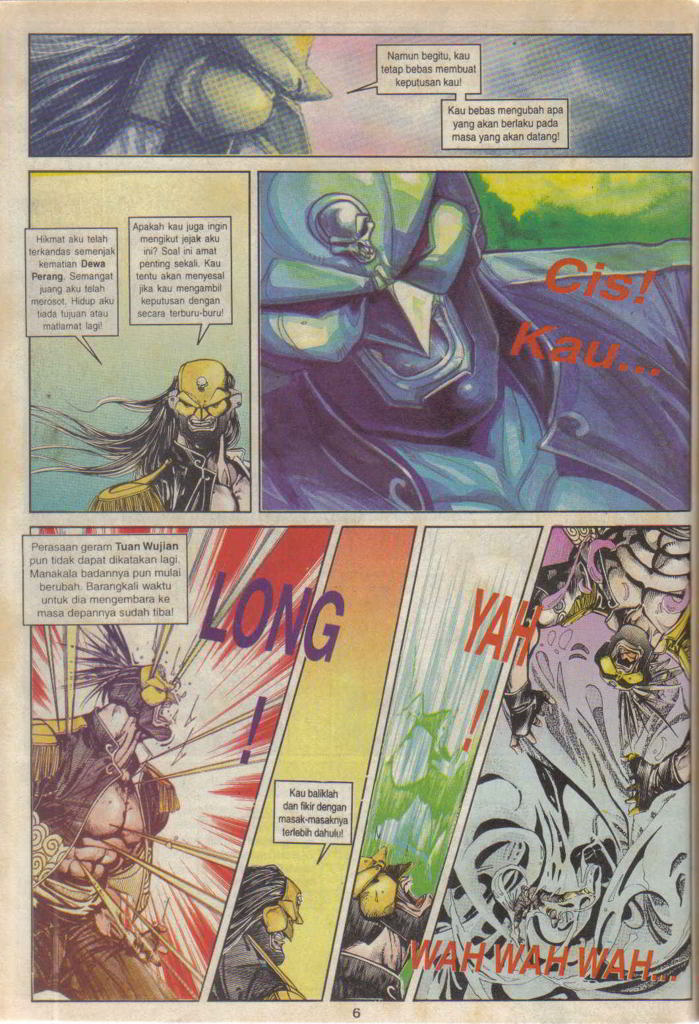 Namun begitu, kau
tetap bebas membuat
keputusan kau!
Kau bebas mengubah apa
yang akan berlaku pada
masa yang akan datang!
Hikmat aku telah
terkandas semenjak
kematian Dewa
Perang. Semangat
juang aku telah
merosot. Hidup aku
tiada tujuan atau
matlamat lagi!
Apakah kau juga ingin
mengikut jejak aku
ini? Soal ini amat
penting sekali. Kau
tentu akan menyesal
jika kau mengambil
keputusan dengan
secara terburu-buru!
Cis!
Kau...
Perasaan geram Tuan Wujian
pun tidak dapat dikatakan lagi.
Manakala badannya pun mulai
berubah. Barangkali waktu
untuk dia mengembara ke
masa depannya sudah tiba!
LONG
!
Kau baliklah
dan fikir dengan
masak-masaknya
terlebih dahulu!
YAH
!
WAH WAH WAH...
6